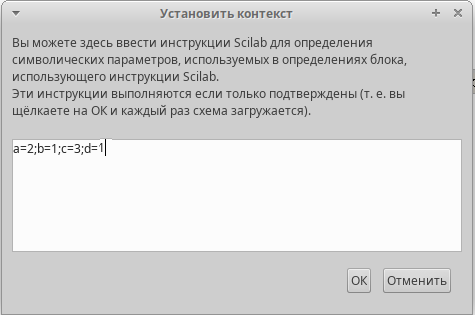 Установить контекст
Вы можете здесь ввести инструкции Scilab для определения
символических параметров, используемых в определениях блока,
использующего инструкции Scilab.
Эти инструкции выполняются если только подтверждены (т. е. вы
щёлкаете на ОК и каждый раз схема загружается).
a=2;b=1;c=3;d=1
ОК Отменить